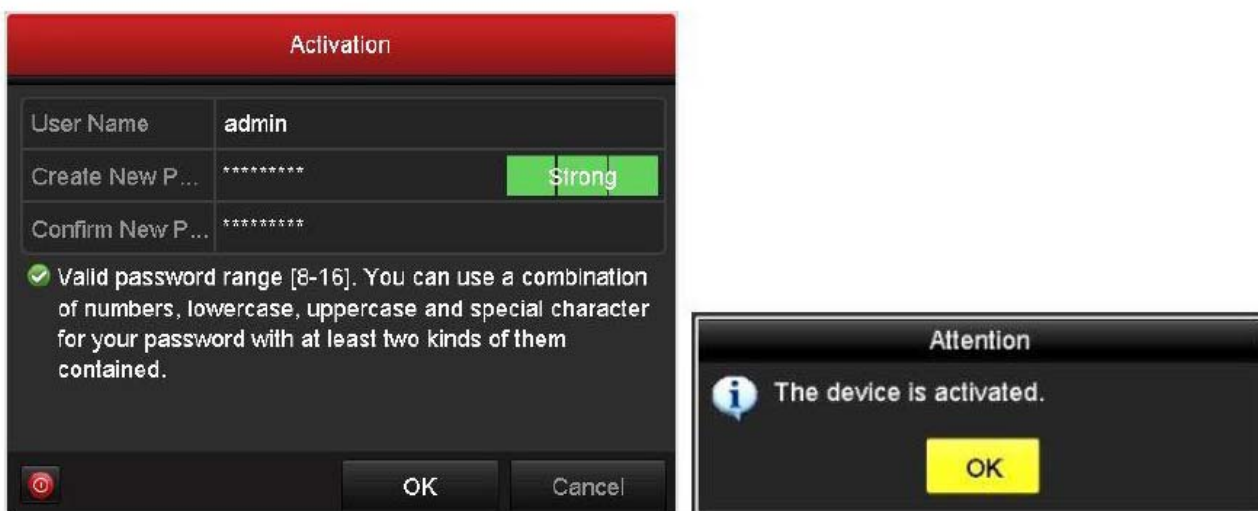 Activation
User Name admin
Create New P... ********* Strong
Confirm New P... *********
Valid password range [8-16]. You can use a combination
of numbers, lowercase, uppercase and special character
for your password with at least two kinds of them
contained.
OK Cancel
Attention
The device is activated.
OK